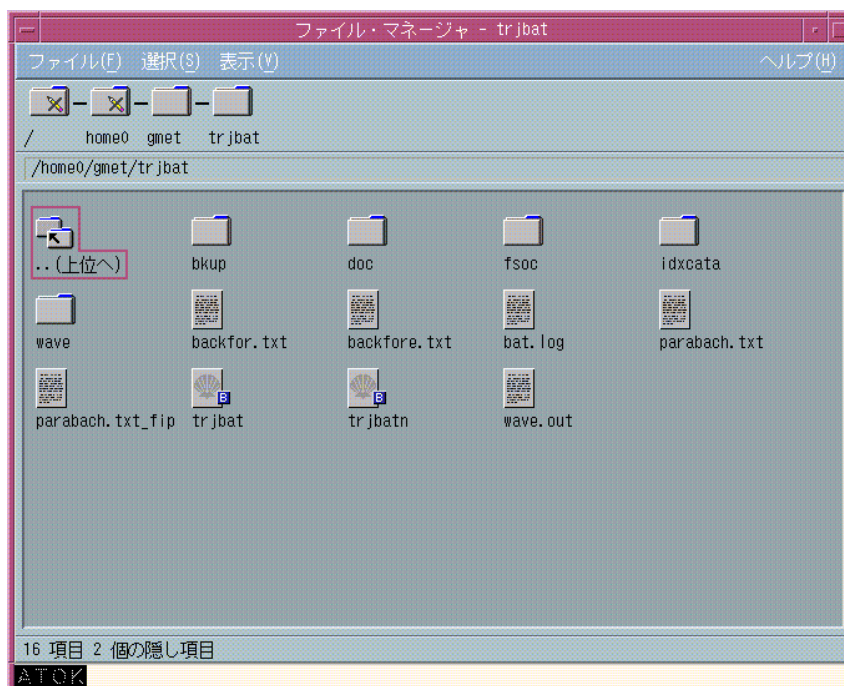 ファイル・マネージャ - trjbat
ファイル(F) 選択(S) 表示(V) ヘルプ(H)
/ home0 gmet trjbat
/home0/gmet/trjbat
..(上位へ) bkup doc fsoc idxcata
wave backfor.txt backfore.txt bat.log parabach.txt
parabach.txt_fip trjbat trjbatn wave.out
16 項目 2 個の隠し項目
ATOK